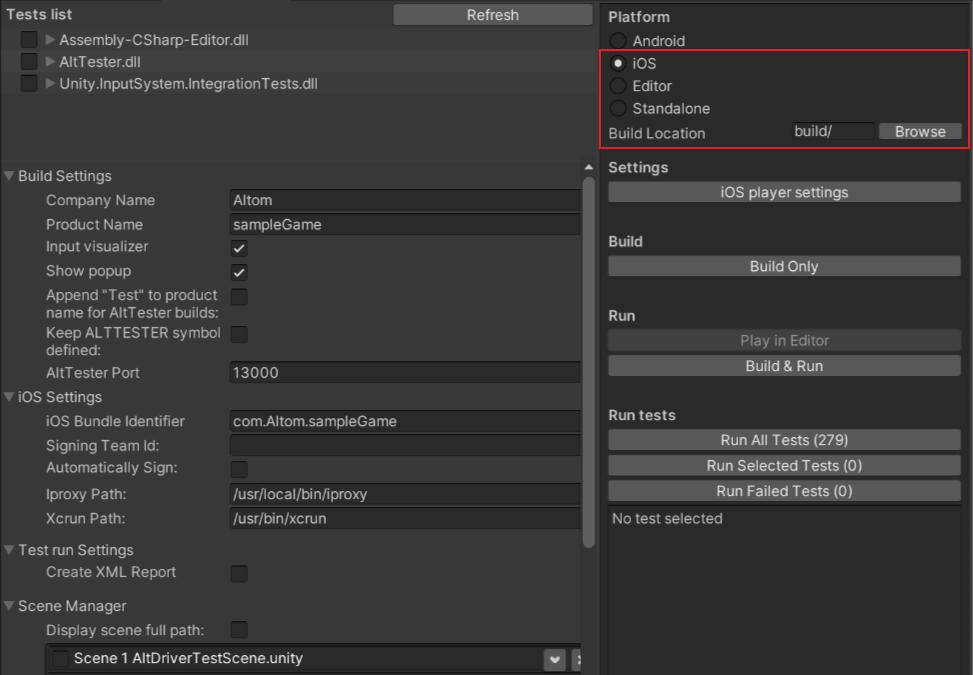 Tests list
Refresh
Assembly-CSharp-Editor.dll
AltTester.dll
Unity.InputSystem.IntegrationTests.dll
Build Settings
Company Name Altom
Product Name sampleGame
Input visualizer
Show popup
Append "Test" to product
name for AltTester builds:
Keep ALTTESTER symbol
defined:
AltTester Port 13000
iOS Settings
iOS Bundle Identifier com.Altom.sampleGame
Signing Team Id:
Automatically Sign:
Iproxy Path: /usr/local/bin/iproxy
Xcrun Path: /usr/bin/xcrun
Test run Settings
Create XML Report
Scene Manager
Display scene full path:
Scene 1 AltDriverTestScene.unity
Platform
Android
iOS
Editor
Standalone
Build Location build/ Browse
Settings
iOS player settings
Build
Build Only
Run
Play in Editor
Build & Run
Run tests
Run All Tests (279)
Run Selected Tests (0)
Run Failed Tests (0)
No test selected